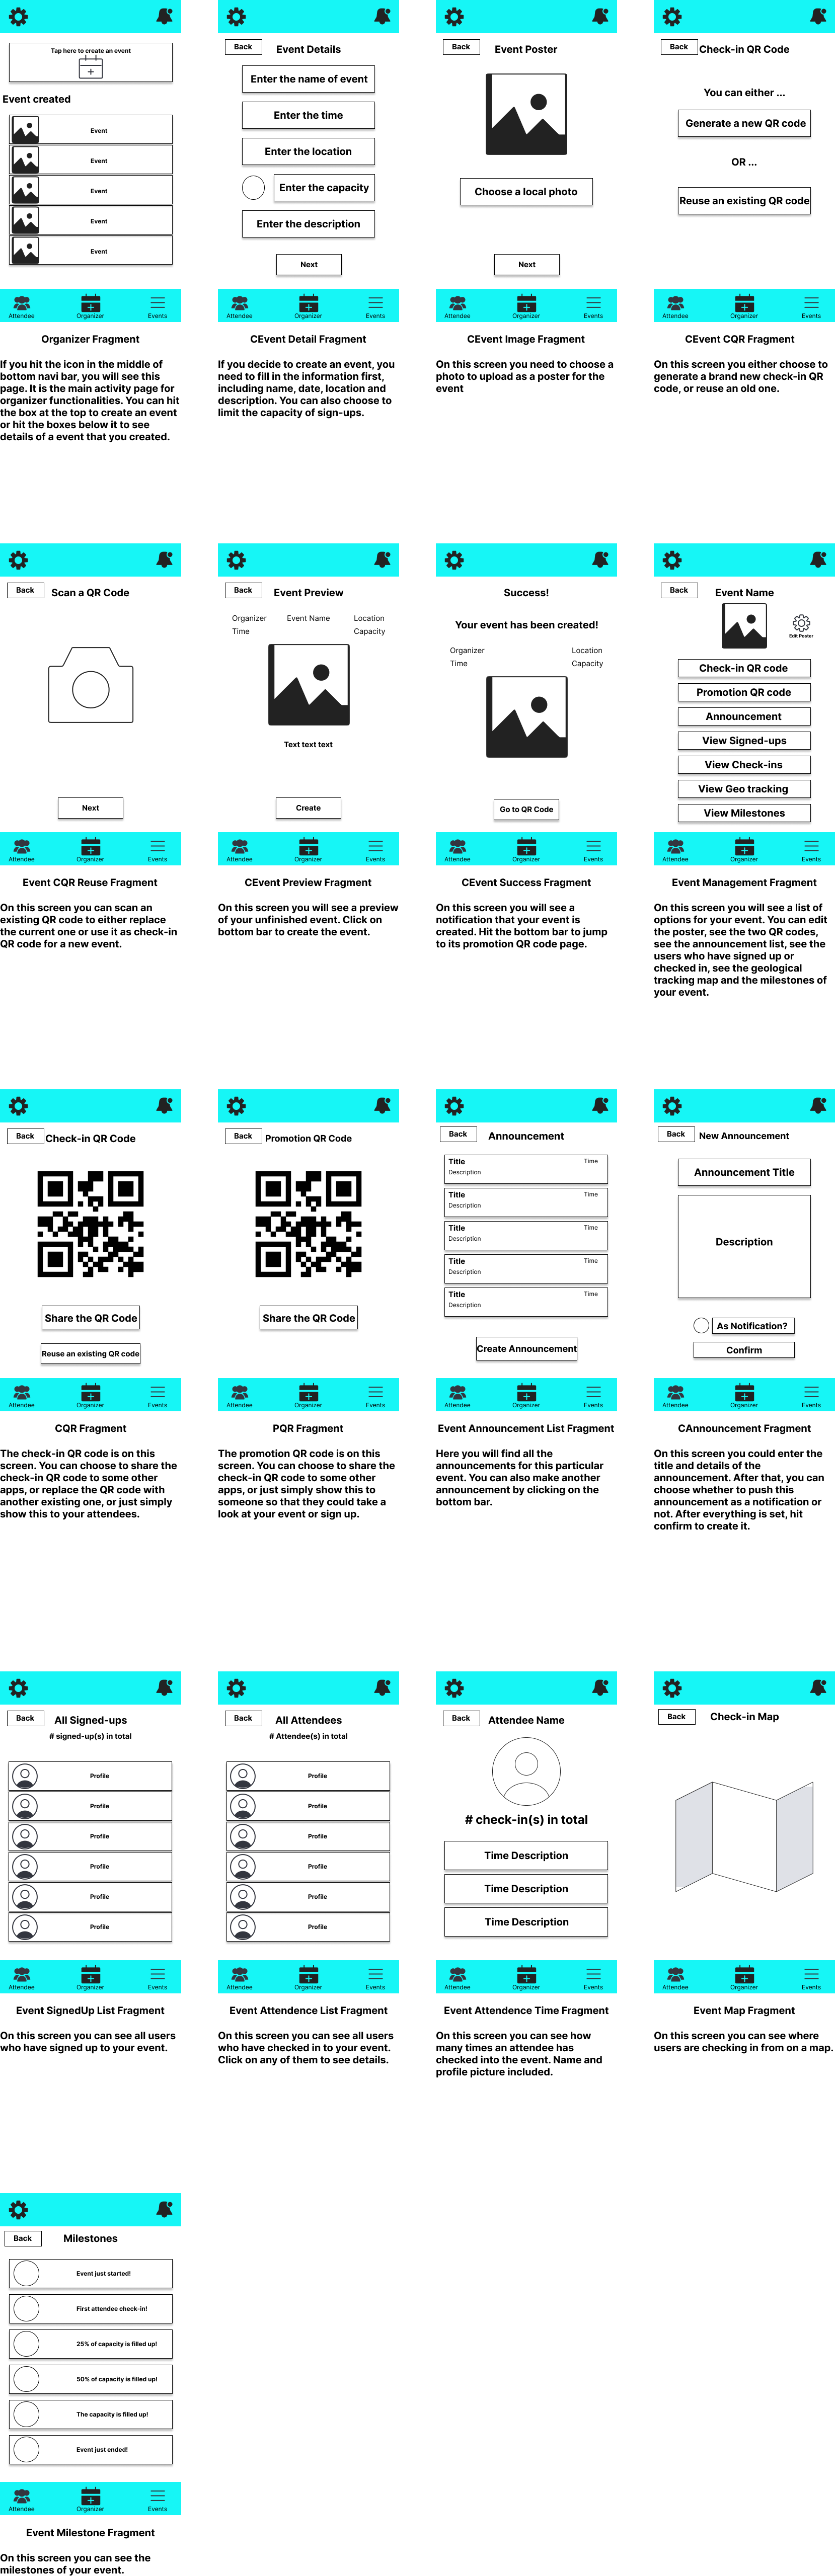 Tap here to create an event
Event created
Event
Event
Event
Event
Event
Attendee
Organizer
Events
Organizer Fragment
If you hit the icon in the middle of
bottom navi bar, you will see this
page. It is the main activity page for
organizer functionalities. You can hit
the box at the top to create an event
or hit the boxes below it to see
details of a event that you created.
Back
Event Details
Enter the name of event
Enter the time
Enter the location
Enter the capacity
Enter the description
Next
Attendee
Organizer
Events
CEvent Detail Fragment
If you decide to create an event, you
need to fill in the information first,
including name, date, location and
description. You can also choose to
limit the capacity of sign-ups.
Back
Event Poster
Choose a local photo
Next
Attendee
Organizer
Events
CEvent Image Fragment
On this screen you need to choose a
photo to upload as a poster for the
event
Back
Check-in QR Code
You can either ...
Generate a new QR code
OR ...
Reuse an existing QR code
Attendee
Organizer
Events
CEvent CQR Fragment
On this screen you either choose to
generate a brand new check-in QR
code, or reuse an old one.
Back
Scan a QR Code
Next
Attendee
Organizer
Events
Event CQR Reuse Fragment
On this screen you can scan an
existing QR code to either replace
the current one or use it as check-in
QR code for a new event.
Back
Event Preview
Organizer
Event Name
Location
Time
Capacity
Text text text
Create
Attendee
Organizer
Events
CEvent Preview Fragment
On this screen you will see a preview
of your unfinished event. Click on
bottom bar to create the event.
Success!
Your event has been created!
Organizer
Location
Time
Capacity
Go to QR Code
Attendee
Organizer
Events
CEvent Success Fragment
On this screen you will see a
notification that your event is
created. Hit the bottom bar to jump
to its promotion QR code page.
Back
Event Name
Edit Poster
Check-in QR code
Promotion QR code
Announcement
View Signed-ups
View Check-ins
View Geo tracking
View Milestones
Attendee
Organizer
Events
Event Management Fragment
On this screen you will see a list of
options for your event. You can edit
the poster, see the two QR codes,
see the announcement list, see the
users who have signed up or
checked in, see the geological
tracking map and the milestones of
your event.
Back
Check-in QR Code
Share the QR Code
Reuse an existing QR code
Attendee
Organizer
Events
CQR Fragment
The check-in QR code is on this
screen. You can choose to share the
check-in QR code to some other
apps, or replace the QR code with
another existing one, or just simply
show this to your attendees.
Back
Promotion QR Code
Share the QR Code
Attendee
Organizer
Events
PQR Fragment
The promotion QR code is on this
screen. You can choose to share the
check-in QR code to some other
apps, or just simply show this to
someone so that they could take a
look at your event or sign up.
Back
Announcement
Title
Time
Description
Title
Time
Description
Title
Time
Description
Title
Time
Description
Title
Time
Description
Create Announcement
Attendee
Organizer
Events
Event Announcement List Fragment
Here you will find all the
announcements for this particular
event. You can also make another
announcement by clicking on the
bottom bar.
Back
New Announcement
Announcement Title
Description
As Notification?
Confirm
Attendee
Organizer
Events
CAnnouncement Fragment
On this screen you could enter the
title and details of the
announcement. After that, you can
choose whether to push this
announcement as a notification or
not. After everything is set, hit
confirm to create it.
Back
All Signed-ups
# signed-up(s) in total
Profile
Profile
Profile
Profile
Profile
Profile
Attendee
Organizer
Events
Event SignedUp List Fragment
On this screen you can see all users
who have signed up to your event.
Back
All Attendees
# Attendee(s) in total
Profile
Profile
Profile
Profile
Profile
Profile
Attendee
Organizer
Events
Event Attendence List Fragment
On this screen you can see all users
who have checked in to your event.
Click on any of them to see details.
Back
Attendee Name
# check-in(s) in total
Time Description
Time Description
Time Description
Attendee
Organizer
Events
Event Attendence Time Fragment
On this screen you can see how
many times an attendee has
checked into the event. Name and
profile picture included.
Back
Check-in Map
Attendee
Organizer
Events
Event Map Fragment
On this screen you can see where
users are checking in from on a map.
Back
Milestones
Event just started!
First attendee check-in!
25% of capacity is filled up!
50% of capacity is filled up!
The capacity is filled up!
Event just ended!
Attendee
Organizer
Events
Event Milestone Fragment
On this screen you can see the
milestones of your event.